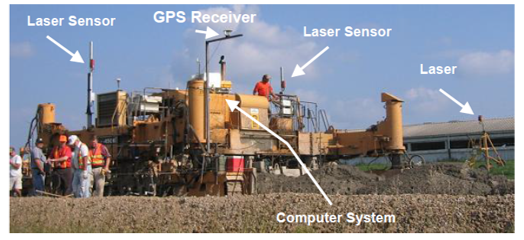 GPS Receiver
Laser Sensor
Laser Sensor
Laser
Computer System